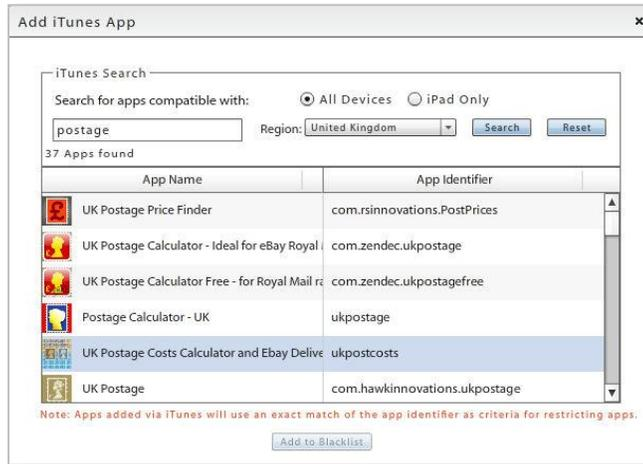 Add iTunes App
x
iTunes Search
Search for apps compatible with: All Devices iPad Only
postage Region: United Kingdom Search Reset
37 Apps found
App Name App Identifier
£ UK Postage Price Finder com.rsinnovations.PostPrices
UK Postage Calculator - Ideal for eBay Royal com.zendec.ukpostage
UK Postage Calculator Free - for Royal Mail ra com.zendec.ukpostagefree
Postage Calculator - UK ukpostage
UK Postage Costs Calculator and Ebay Delive ukpostcosts
UK Postage com.hawkinnovations.ukpostage
Note: Apps added via iTunes will use an exact match of the app identifier as criteria for restricting apps.
Add to Blacklist